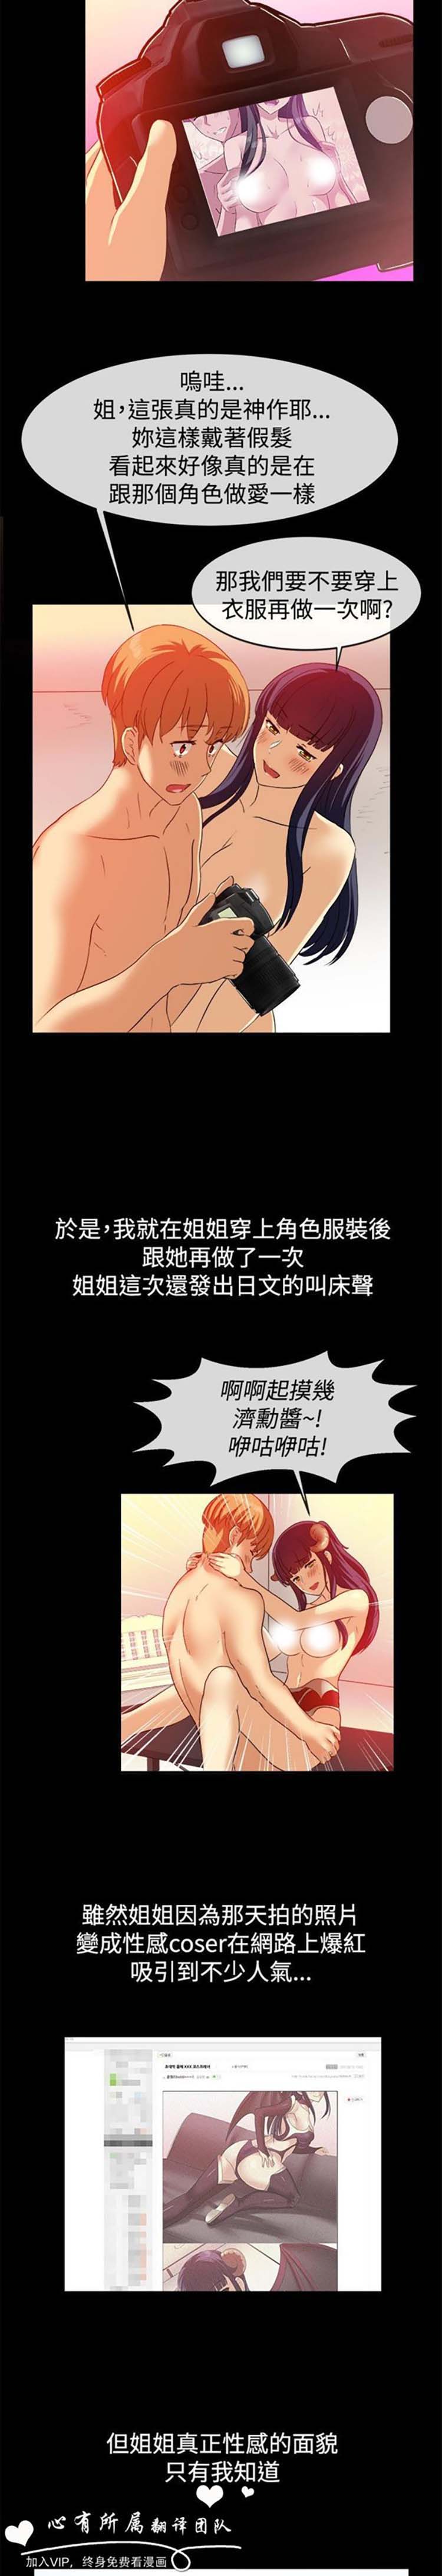 嗚哇...
姐，這張真的是神作耶...
妳這樣戴著假髮
看起來好像真的是在
跟那個角色做愛一樣
那我們要不要穿上
衣服再做一次啊?
於是，我就在姐姐穿上角色服裝後
跟她再做了一次
姐姐這次還發出日文的叫床聲
啊啊起摸幾
濟勳醬~!
咿咕咿咕!
雖然姐姐因為那天拍的照片
變成性感coser在網路上爆紅
吸引到不少人氣...
但姐姐真正性感的面貌
只有我知道
心有所属翻译团队
加入VIP，终身免费看漫画